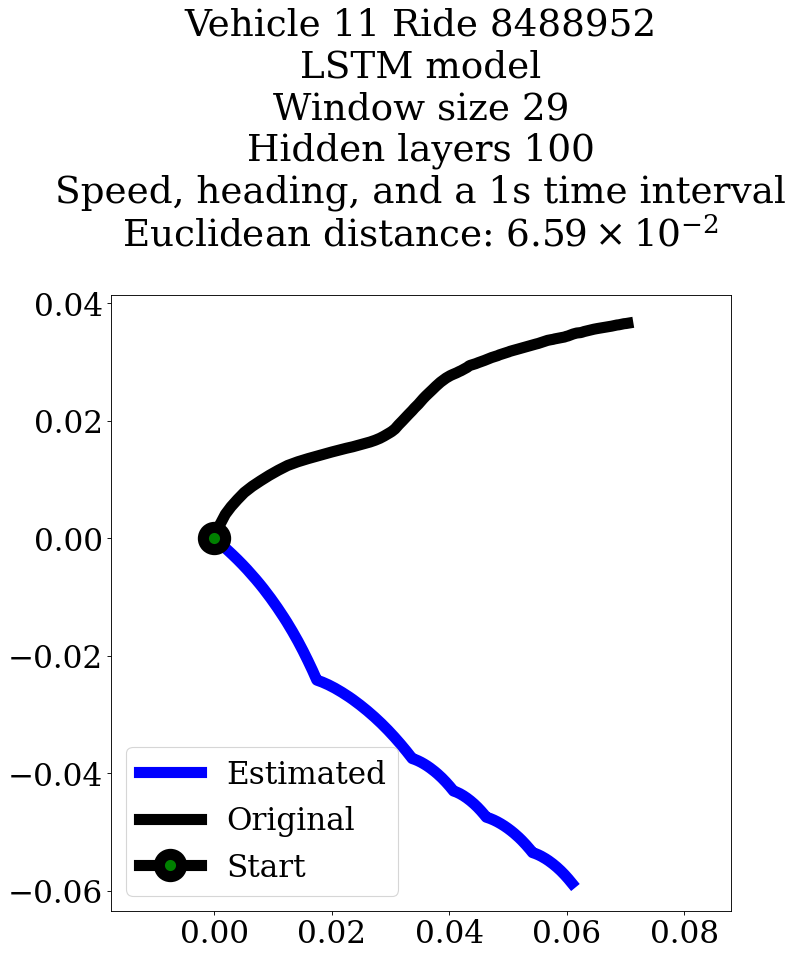 Vehicle 11 Ride 8488952
LSTM model
Window size 29
Hidden layers 100
Speed, heading, and a 1s time interval
Euclidean distance: 6.59 × 10⁻²
0.04
0.02
0.00
−0.02
−0.04
−0.06
Estimated
Original
Start
0.00 0.02 0.04 0.06 0.08